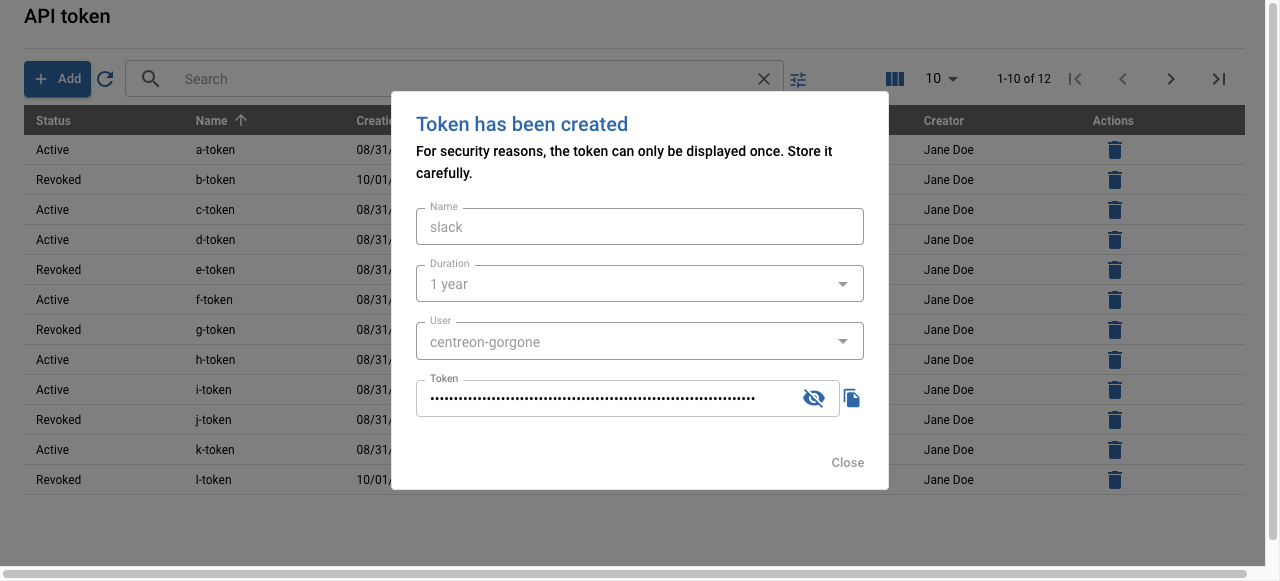 API token
Add
Search
10
1-10 of 12
Status Name Creator Actions
Active a-token 08/31/ Jane Doe
Revoked b-token 10/01/ Jane Doe
Active c-token 08/31/ Jane Doe
Active d-token 08/31/ Jane Doe
Revoked e-token 08/31/ Jane Doe
Active f-token 08/31/ Jane Doe
Revoked g-token 08/31/ Jane Doe
Active h-token 08/31/ Jane Doe
Active i-token 08/31/ Jane Doe
Revoked j-token 08/31/ Jane Doe
Active k-token 08/31/ Jane Doe
Revoked l-token 10/01/ Jane Doe
Token has been created
For security reasons, the token can only be displayed once. Store it
carefully.
Name
slack
Duration
1 year
User
centreon-gorgone
Token
Close